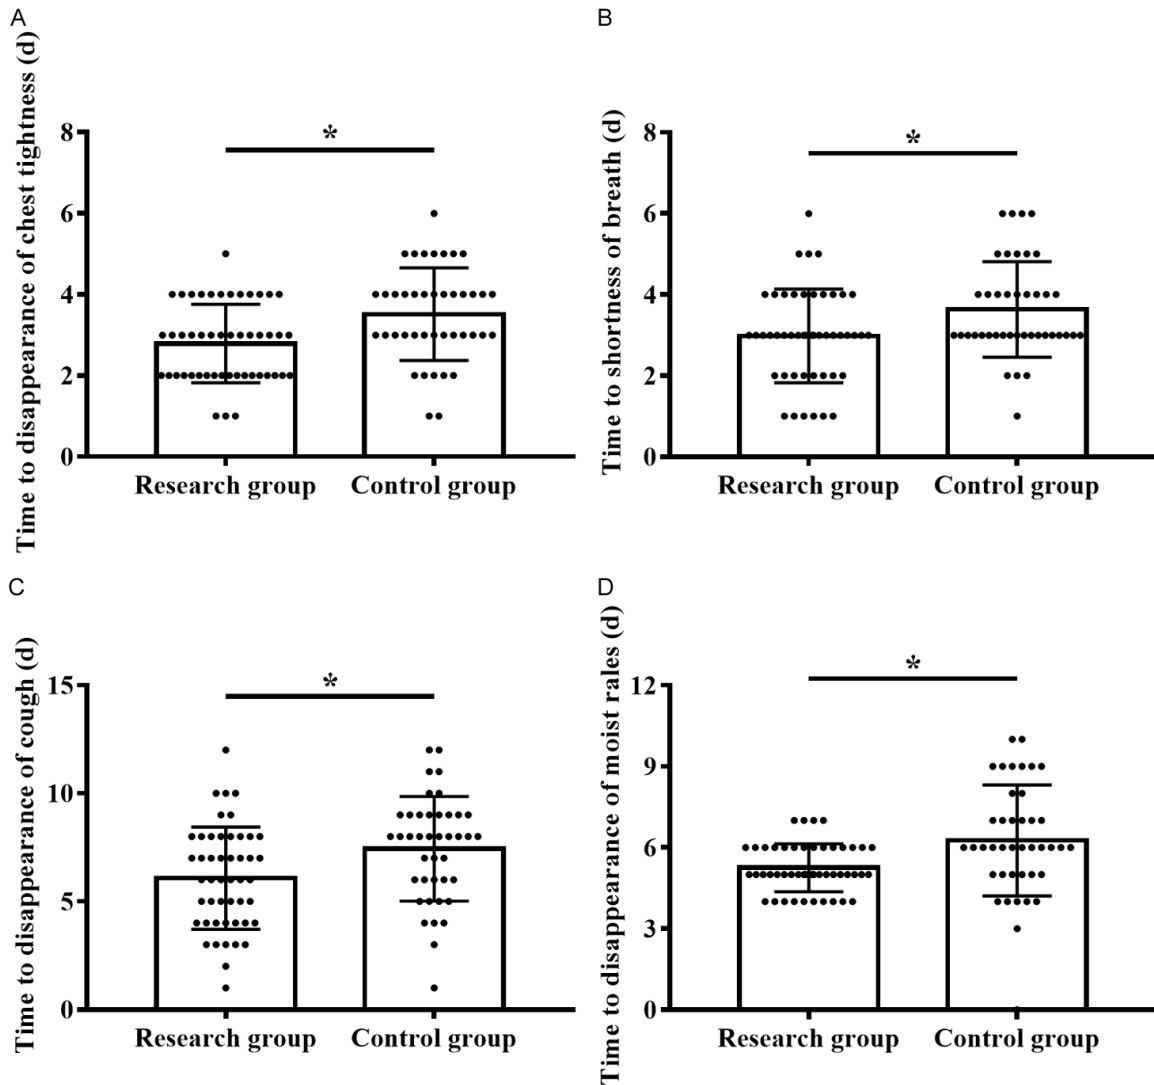 A
Time to disappearance of chest tightness (d)
8
6
4
2
0
*
Research group
Control group
B
Time to shortness of breath (d)
8
6
4
2
0
*
Research group
Control group
C
Time to disappearance of cough (d)
15
10
5
0
*
Research group
Control group
D
Time to disappearance of moist rales (d)
12
9
6
3
0
*
Research group
Control group